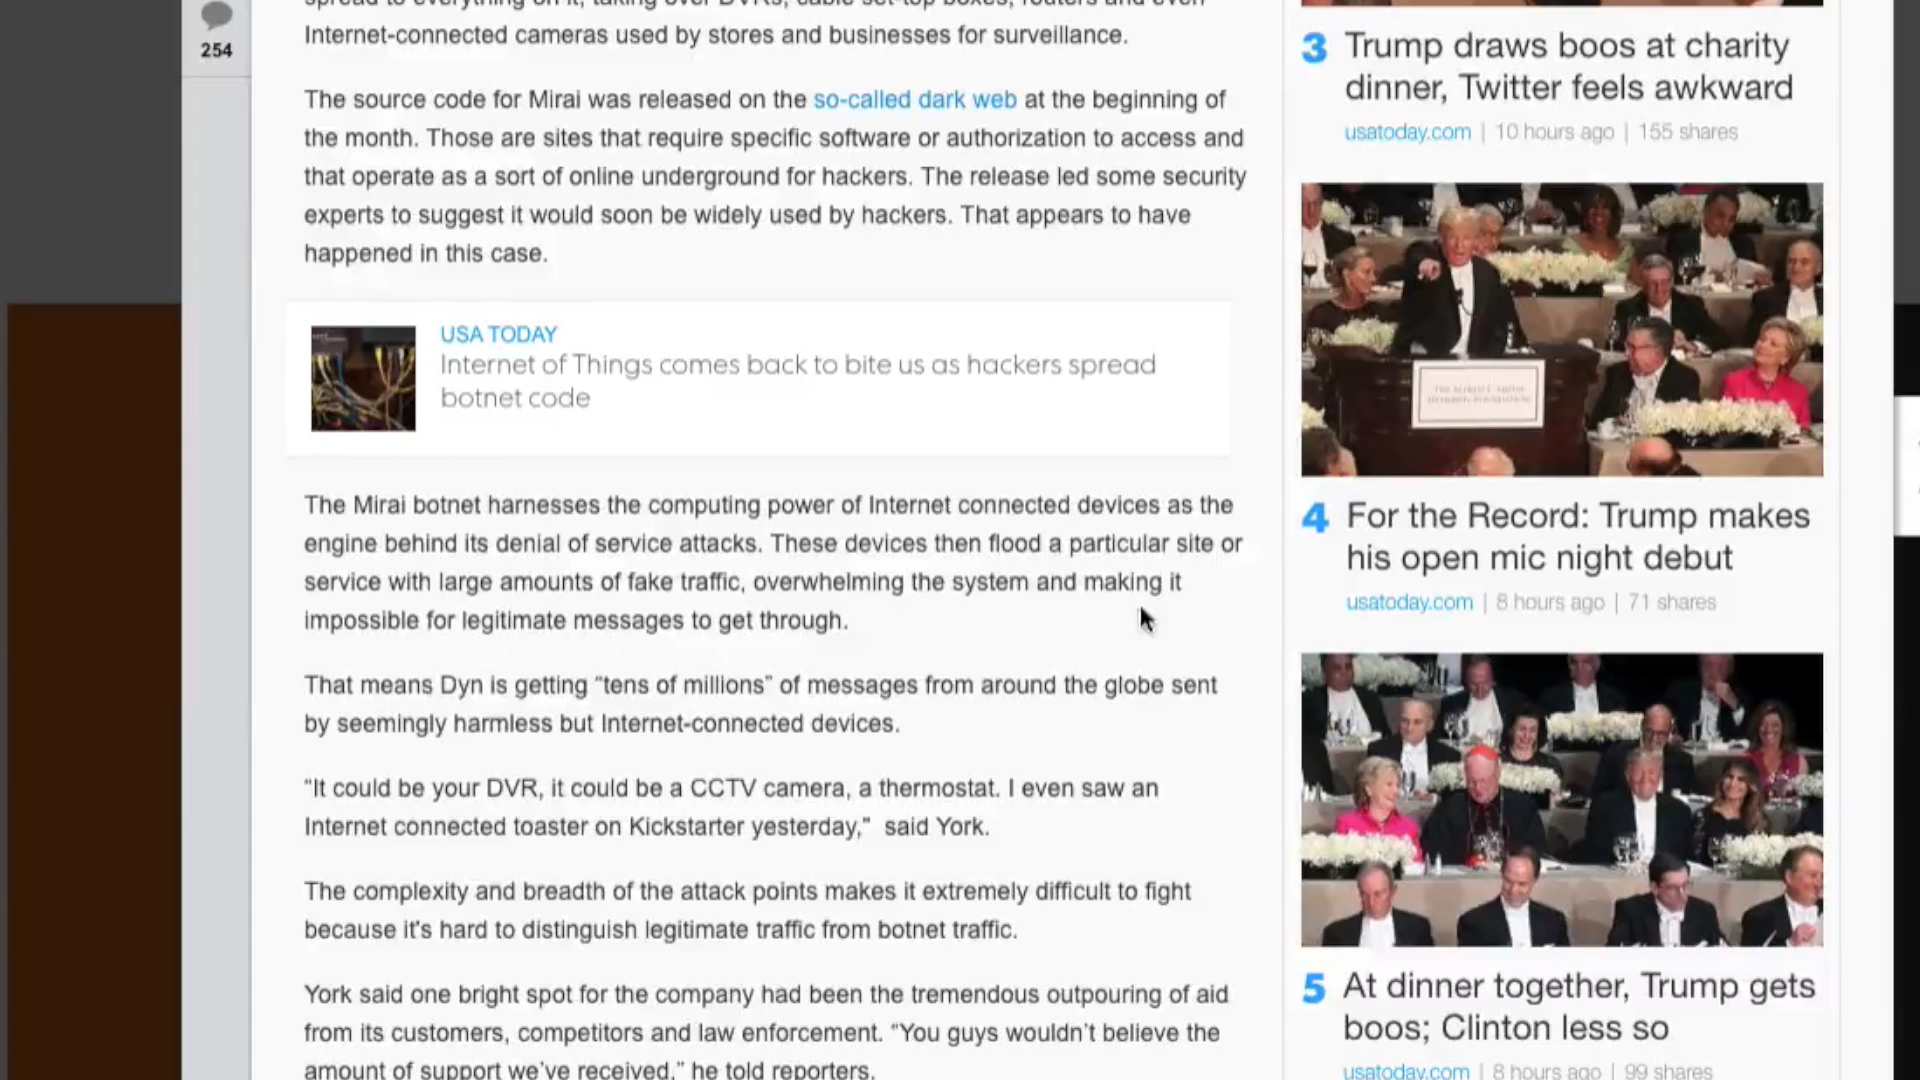 254
Internet-connected cameras used by stores and businesses for surveillance.
The source code for Mirai was released on the so-called dark web at the beginning of
the month. Those are sites that require specific software or authorization to access and
that operate as a sort of online underground for hackers. The release led some security
experts to suggest it would soon be widely used by hackers. That appears to have
happened in this case.
USA TODAY
Internet of Things comes back to bite us as hackers spread
botnet code
The Mirai botnet harnesses the computing power of Internet connected devices as the
engine behind its denial of service attacks. These devices then flood a particular site or
service with large amounts of fake traffic, overwhelming the system and making it
impossible for legitimate messages to get through.
That means Dyn is getting “tens of millions” of messages from around the globe sent
by seemingly harmless but Internet-connected devices.
“It could be your DVR, it could be a CCTV camera, a thermostat. I even saw an
Internet connected toaster on Kickstarter yesterday,”  said York.
The complexity and breadth of the attack points makes it extremely difficult to fight
because it's hard to distinguish legitimate traffic from botnet traffic.
York said one bright spot for the company had been the tremendous outpouring of aid
from its customers, competitors and law enforcement. “You guys wouldn’t believe the
amount of support we’ve received,” he told reporters.
3 Trump draws boos at charity
dinner, Twitter feels awkward
usatoday.com | 10 hours ago | 155 shares
4 For the Record: Trump makes
his open mic night debut
usatoday.com | 8 hours ago | 71 shares
5 At dinner together, Trump gets
boos; Clinton less so
usatoday.com | 8 hours ago | 99 shares